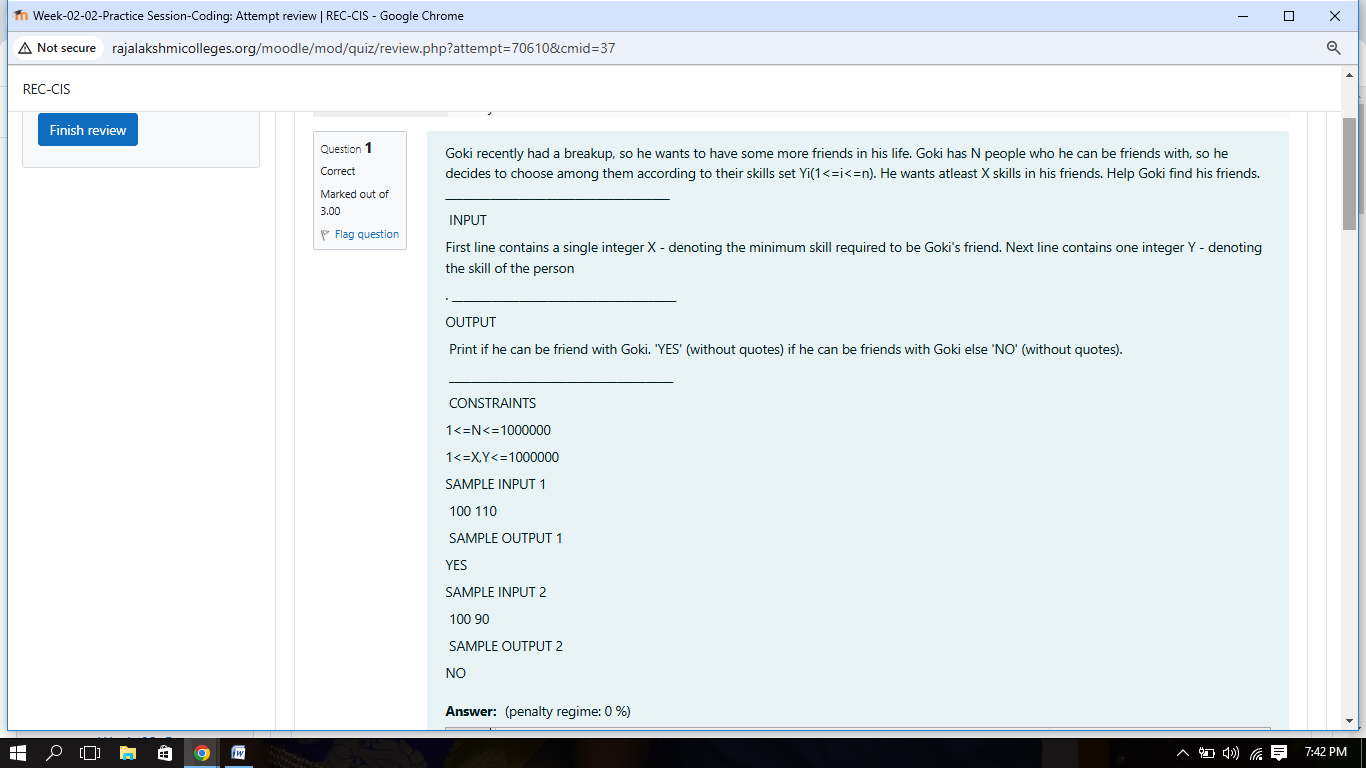 Week-02-02-Practice Session-Coding: Attempt review | REC-CIS - Google Chrome
Not secure rajalakshmicolleges.org/moodle/mod/quiz/review.php?attempt=70610&cmid=37
REC-CIS
Finish review
Question 1
Correct
Marked out of
3.00
Flag question
Goki recently had a breakup, so he wants to have some more friends in his life. Goki has N people who he can be friends with, so he
decides to choose among them according to their skills set Yi(1<=i<=n). He wants atleast X skills in his friends. Help Goki find his friends.
________________________________
INPUT
First line contains a single integer X - denoting the minimum skill required to be Goki's friend. Next line contains one integer Y - denoting
the skill of the person
. ________________________________
OUTPUT
Print if he can be friend with Goki. 'YES' (without quotes) if he can be friends with Goki else 'NO' (without quotes).
________________________________
CONSTRAINTS
1<=N<=1000000
1<=X,Y<=1000000
SAMPLE INPUT 1
100 110
SAMPLE OUTPUT 1
YES
SAMPLE INPUT 2
100 90
SAMPLE OUTPUT 2
NO
Answer: (penalty regime: 0 %)
7:42 PM